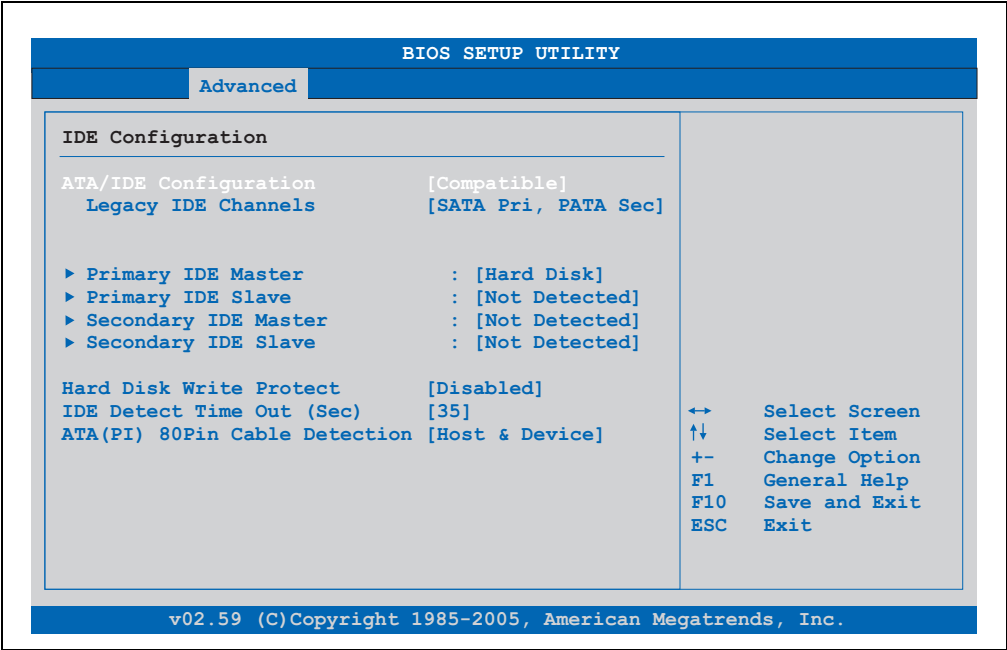 BIOS SETUP UTILITY
Advanced
IDE Configuration
ATA/IDE Configuration [Compatible]
Legacy IDE Channels [SATA Pri, PATA Sec]
Primary IDE Master : [Hard Disk]
Primary IDE Slave : [Not Detected]
Secondary IDE Master : [Not Detected]
Secondary IDE Slave : [Not Detected]
Hard Disk Write Protect [Disabled]
IDE Detect Time Out (Sec) [35]
ATA(PI) 80Pin Cable Detection [Host & Device]
↔ Select Screen
↑↓ Select Item
+- Change Option
F1 General Help
F10 Save and Exit
ESC Exit
v02.59 (C)Copyright 1985-2005, American Megatrends, Inc.